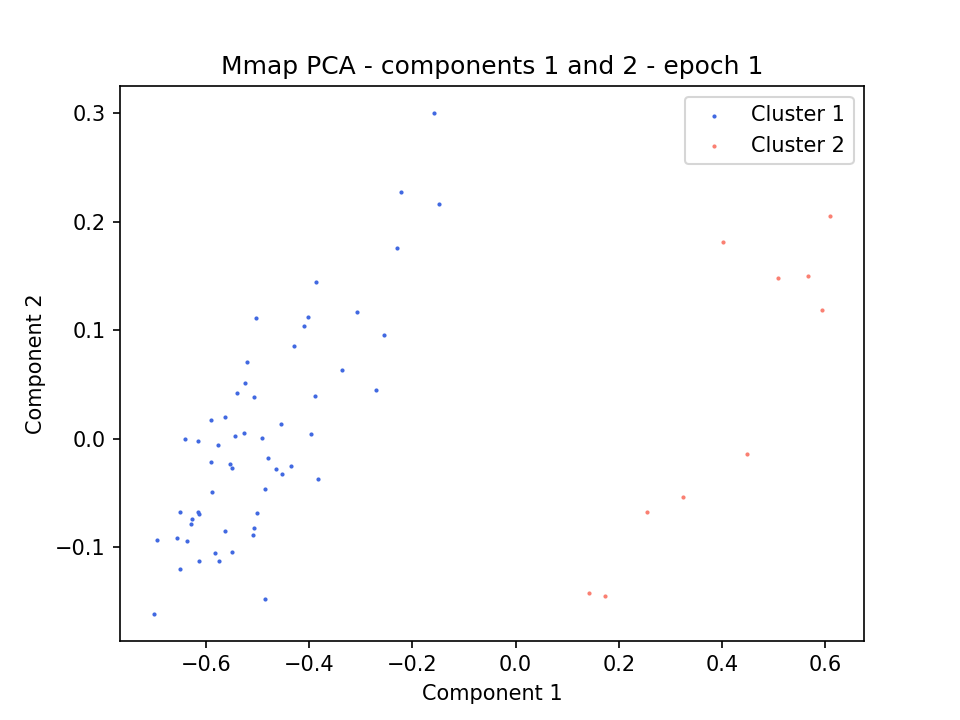 Mmap PCA - components 1 and 2 - epoch 1
Cluster 1
Cluster 2
0.3
0.2
0.1
0.0
−0.1
Component 2
−0.6
−0.4
−0.2
0.0
0.2
0.4
0.6
Component 1